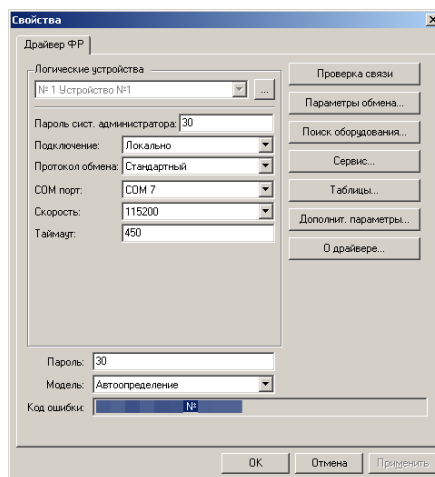 Свойства
Драйвер ФР
Логические устройства
№ 1 Устройство №1
...
Проверка связи
Параметры обмена...
Пароль сист. администратора: 30
Поиск оборудования...
Подключение: Локально
Протокол обмена: Стандартный
Сервис...
COM порт: COM 7
Таблицы...
Скорость: 115200
Дополнит. параметры...
Таймаут: 450
О драйвере...
Пароль: 30
Модель: Автоопределение
Код ошибки: №
OK Отмена Применить